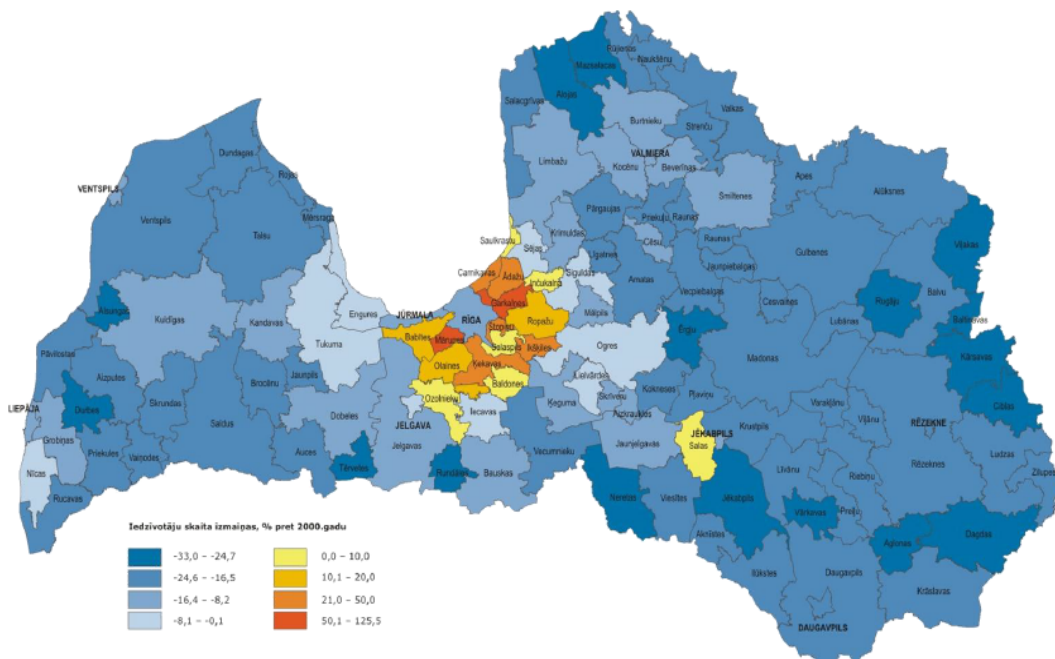 Rūjienas
Mazsalacas
Naukšēnu
Alojas
Salacgrīvas
Valkas
Burtnieku
Strenču
Dundagas
VALMIERA
Limbažu
Kocēnu
Beverīnas
Apes
Rojas
VENTSPILS
Smiltenes
Alūksnes
Ventspils
Mērsraga
Pārgaujas
Priekuļu
Raunas
Talsu
Saulkrastu
Krimuldas
Cēsu
Viļakas
Sējas
Līgatnes
Raunas
Gulbenes
Carnikavas
Ādažu
Siguldas
Jaunpiebalgas
Inčukalna
Amatas
Balvu
Alsungas
Engures
Garkalnes
Vecpiebalgas
Rugāju
Kuldīgas
Kandavas
JŪRMALA
RĪGA
Mālpils
Cesvaines
Baltinavas
Tukuma
Stopiņu
Ropažu
Lubānas
Babītes
Mārupes
Ērgļu
Salaspils
Ikšķiles
Ogres
Kārsavas
Pāvilostas
Olaines
Ķekavas
Madonas
Aizputes
Jaunpils
Lielvārdes
Brocēnu
Baldones
Kokneses
Pļaviņu
Ciblas
Skrundas
Ozolnieku
Skrīveru
Varakļānu
LIEPĀJA
Durbes
Iecavas
Ķeguma
Aizkraukles
Viļānu
Grobiņas
Saldus
Dobeles
JELGAVA
Krustpils
RĒZEKNE
Jelgavas
Jaunjelgavas
JĒKABPILS
Salas
Ludzas
Priekules
Vaiņodes
Auces
Vecumnieku
Līvānu
Rēzeknes
Nīcas
Tērvetes
Rundāles
Bauskas
Riebiņu
Zilupes
Rucavas
Neretas
Viesītes
Jēkabpils
Vārkavas
Preiļu
Aknīstes
Aglonas
Dagdas
Ilūkstes
Daugavpils
Krāslavas
DAUGAVPILS
Iedzīvotāju skaita izmaiņas, % pret 2000.gadu
-33,0 – -24,7
0,0 – 10,0
-24,6 – -16,5
10,1 – 20,0
-16,4 – -8,2
21,0 – 50,0
-8,1 – -0,1
50,1 – 125,5